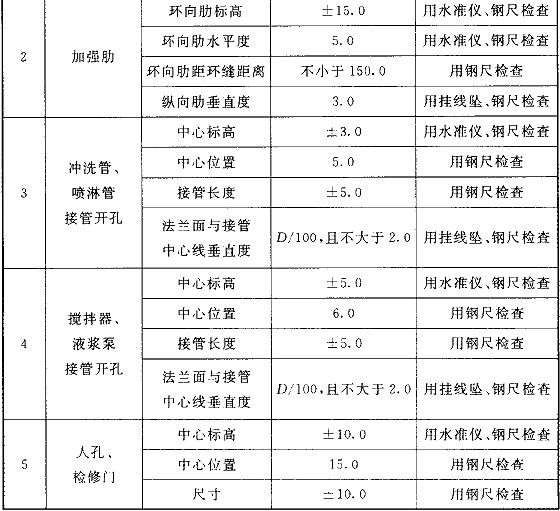 环向肋标高 ±15.0 用水准仪、钢尺检查
环向肋水平度 5.0 用水准仪、钢尺检查
2 加强肋
环向肋距环缝距离 不小于150.0 用钢尺检查
纵向肋垂直度 3.0 用挂线坠、钢尺检查
中心标高 ±3.0 用水准仪、钢尺检查
冲洗管、 中心位置 5.0 用钢尺检查
3 喷淋管 接管长度 ±5.0 用钢尺检查
接管开孔 法兰面与接管
中心线垂直度 D/100,且不大于2.0 用挂线坠、钢尺检查
中心标高 ±5.0 用水准仪、钢尺检查
搅拌器、 中心位置 6.0 用钢尺检查
4 液浆泵 接管长度 ±5.0 用钢尺检查
接管开孔 法兰面与接管
中心线垂直度 D/100,且不大于2.0 用挂线坠、钢尺检查
中心标高 ±10.0 用水准仪、钢尺检查
5 人孔、 中心位置 15.0 用钢尺检查
检修门 尺寸 ±10.0 用钢尺检查